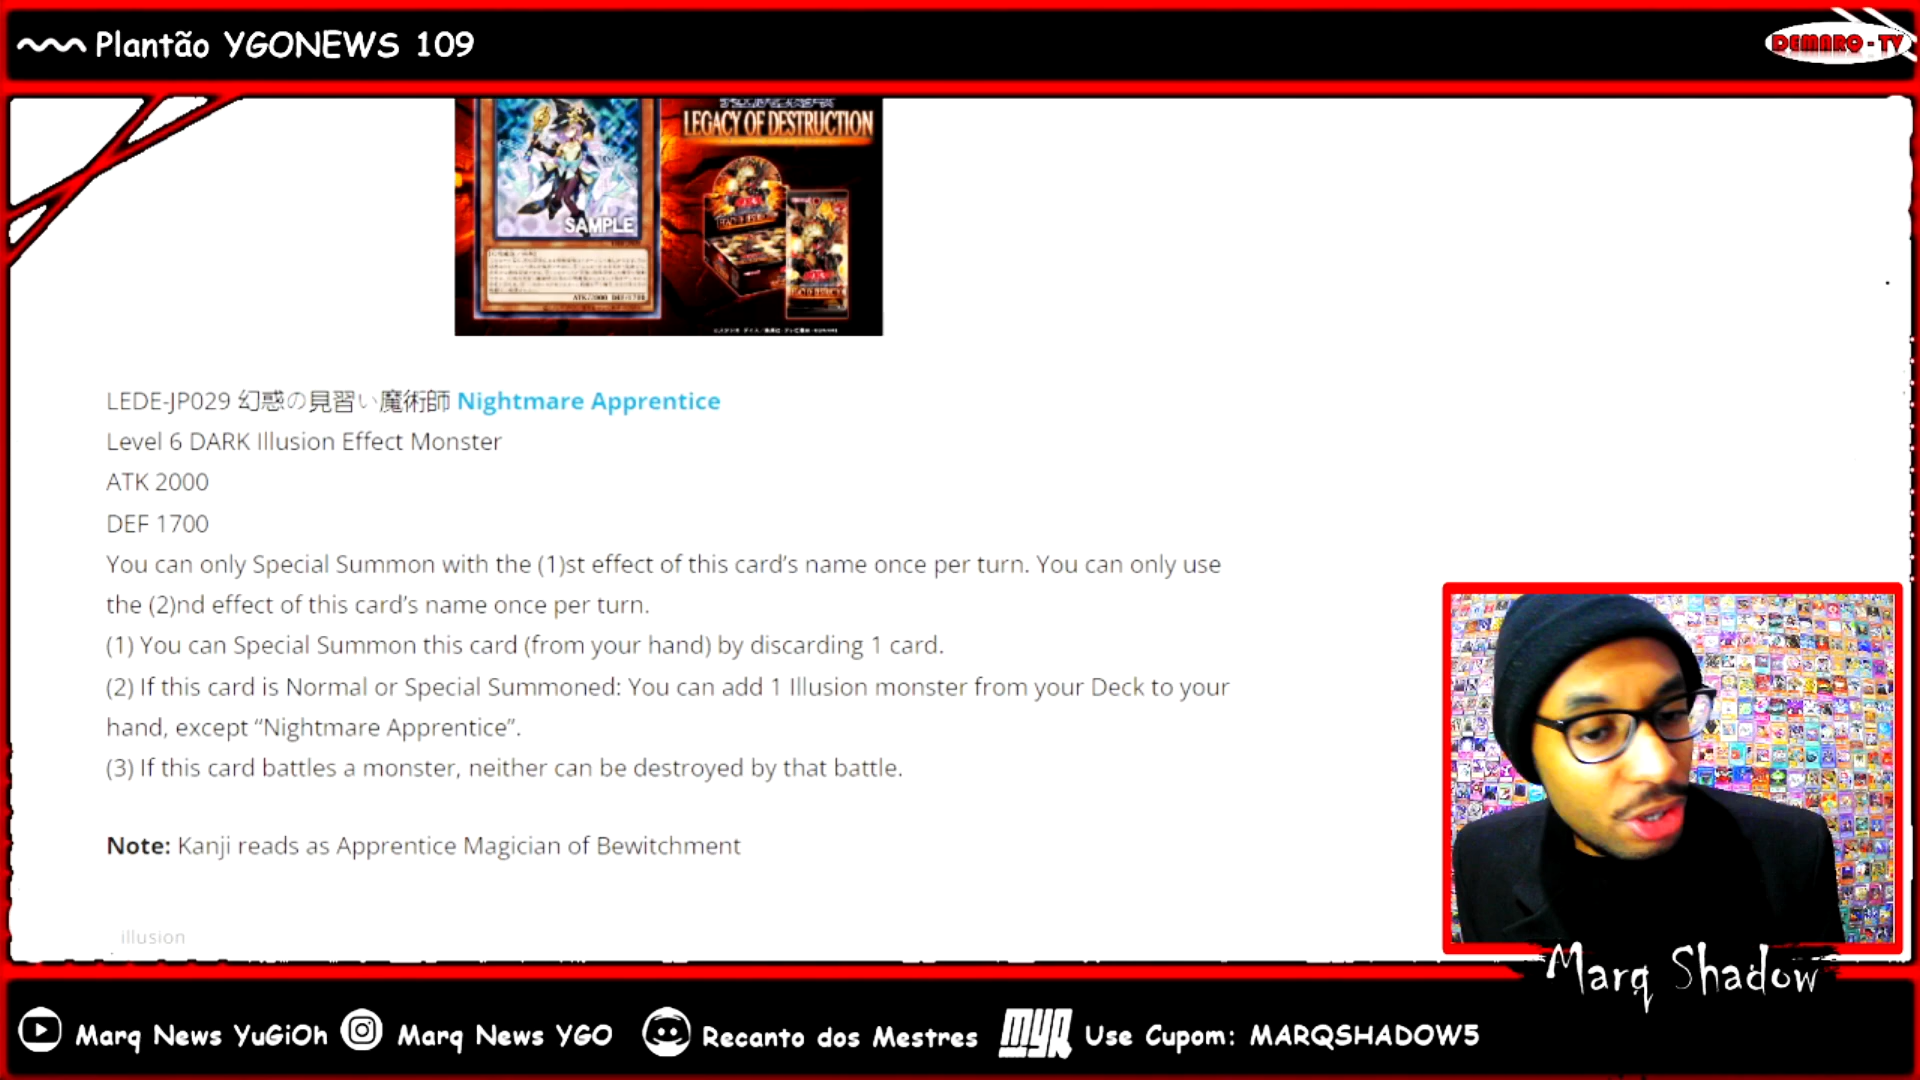 Plantão YGONEWS 109
DEMARQ-TV
LEGACY OF DESTRUCTION
SAMPLE
ATK/2000 DEF/1700
LEDE-JP029 幻惑の見習い魔術師 Nightmare Apprentice
Level 6 DARK Illusion Effect Monster
ATK 2000
DEF 1700
You can only Special Summon with the (1)st effect of this card’s name once per turn. You can only use
the (2)nd effect of this card’s name once per turn.
(1) You can Special Summon this card (from your hand) by discarding 1 card.
(2) If this card is Normal or Special Summoned: You can add 1 Illusion monster from your Deck to your
hand, except “Nightmare Apprentice”.
(3) If this card battles a monster, neither can be destroyed by that battle.
Note: Kanji reads as Apprentice Magician of Bewitchment
illusion
Marq Shadow
Marq News YuGiOh Marq News YGO Recanto dos Mestres MYP Use Cupom: MARQSHADOW5